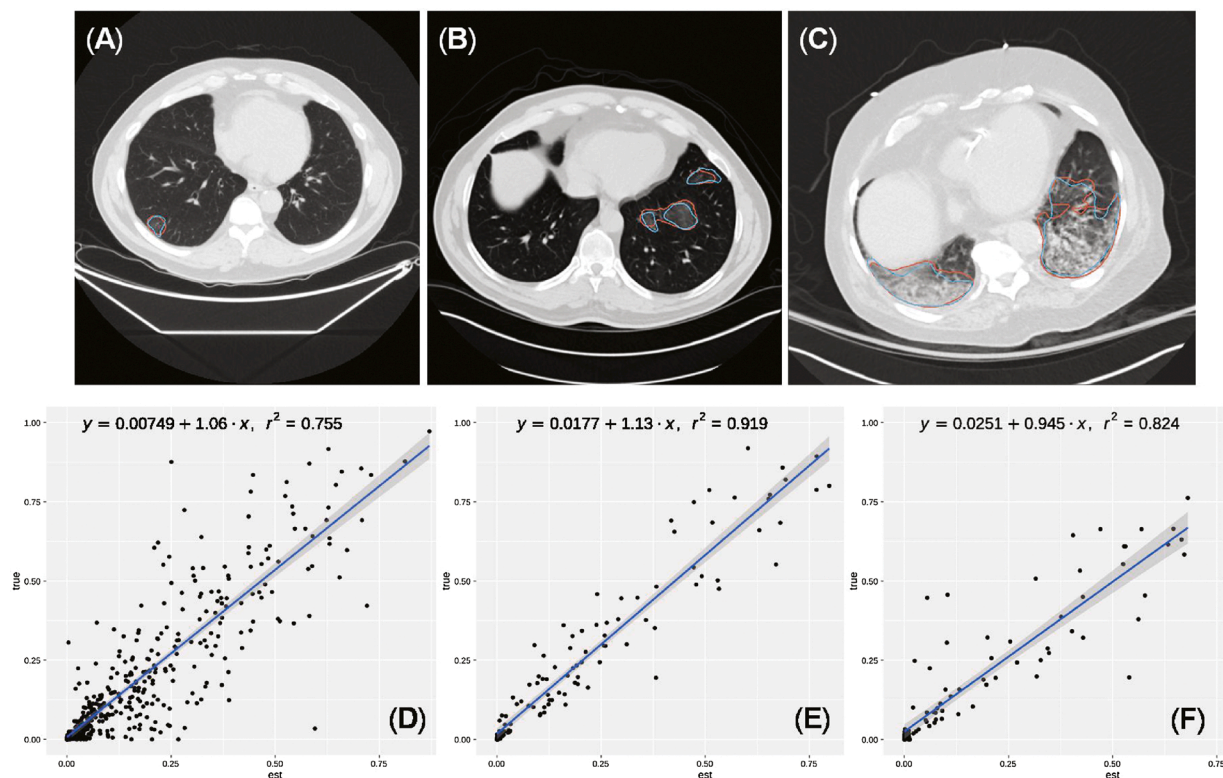 (A)
(B)
(C)
y = 0.00749 + 1.06 · x, r² = 0.755
1.00
0.75
0.50
0.25
0.00
true
0.00
0.25
0.50
0.75
est
(D)
y = 0.0177 + 1.13 · x, r² = 0.919
1.00
0.75
0.50
0.25
0.00
true
0.00
0.25
0.50
0.75
est
(E)
y = 0.0251 + 0.945 · x, r² = 0.824
1.00
0.75
0.50
0.25
0.00
true
0.00
0.25
0.50
0.75
est
(F)